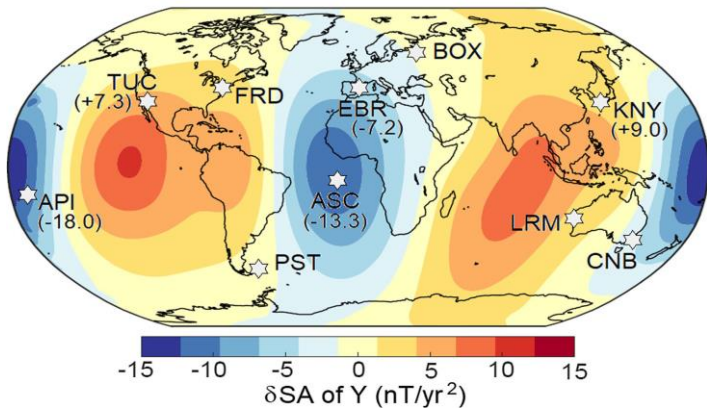 BOX
TUC
(+7.3)
FRD
EBR
(-7.2)
KNY
(+9.0)
API
(-18.0)
ASC
(-13.3)
LRM
CNB
PST
-15 -10 -5 0 5 10 15
δSA of Y (nT/yr²)